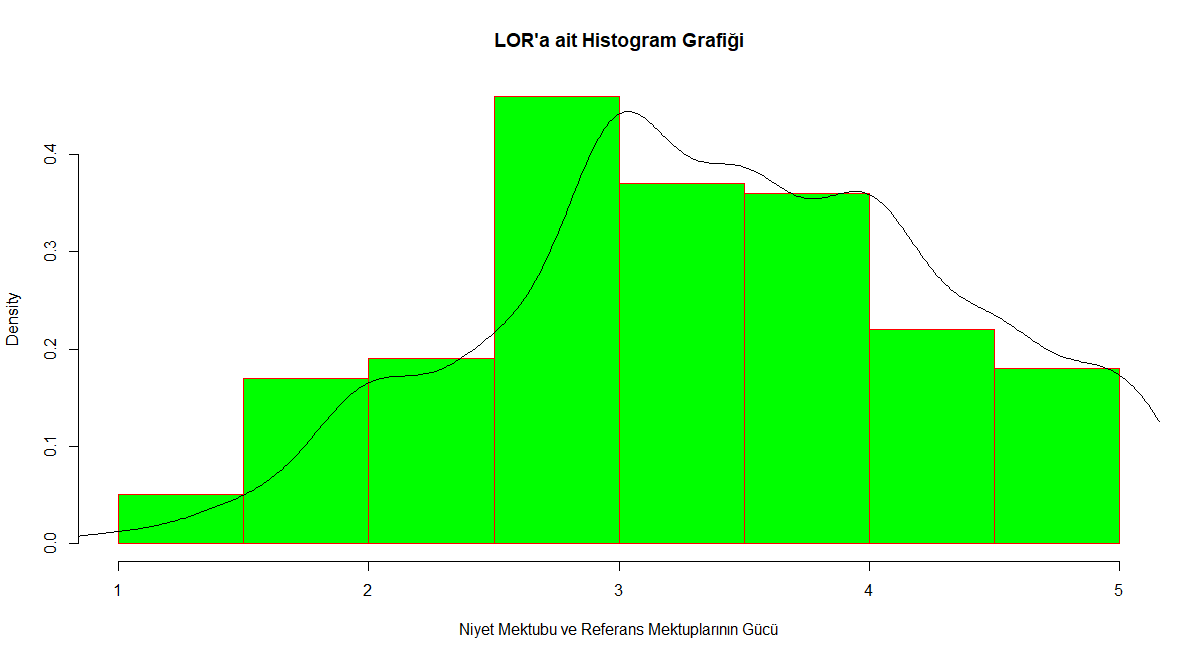 LOR'a ait Histogram Grafiği
Density
0.4
0.3
0.2
0.1
0.0
1 2 3 4 5
Niyet Mektubu ve Referans Mektuplarının Gücü